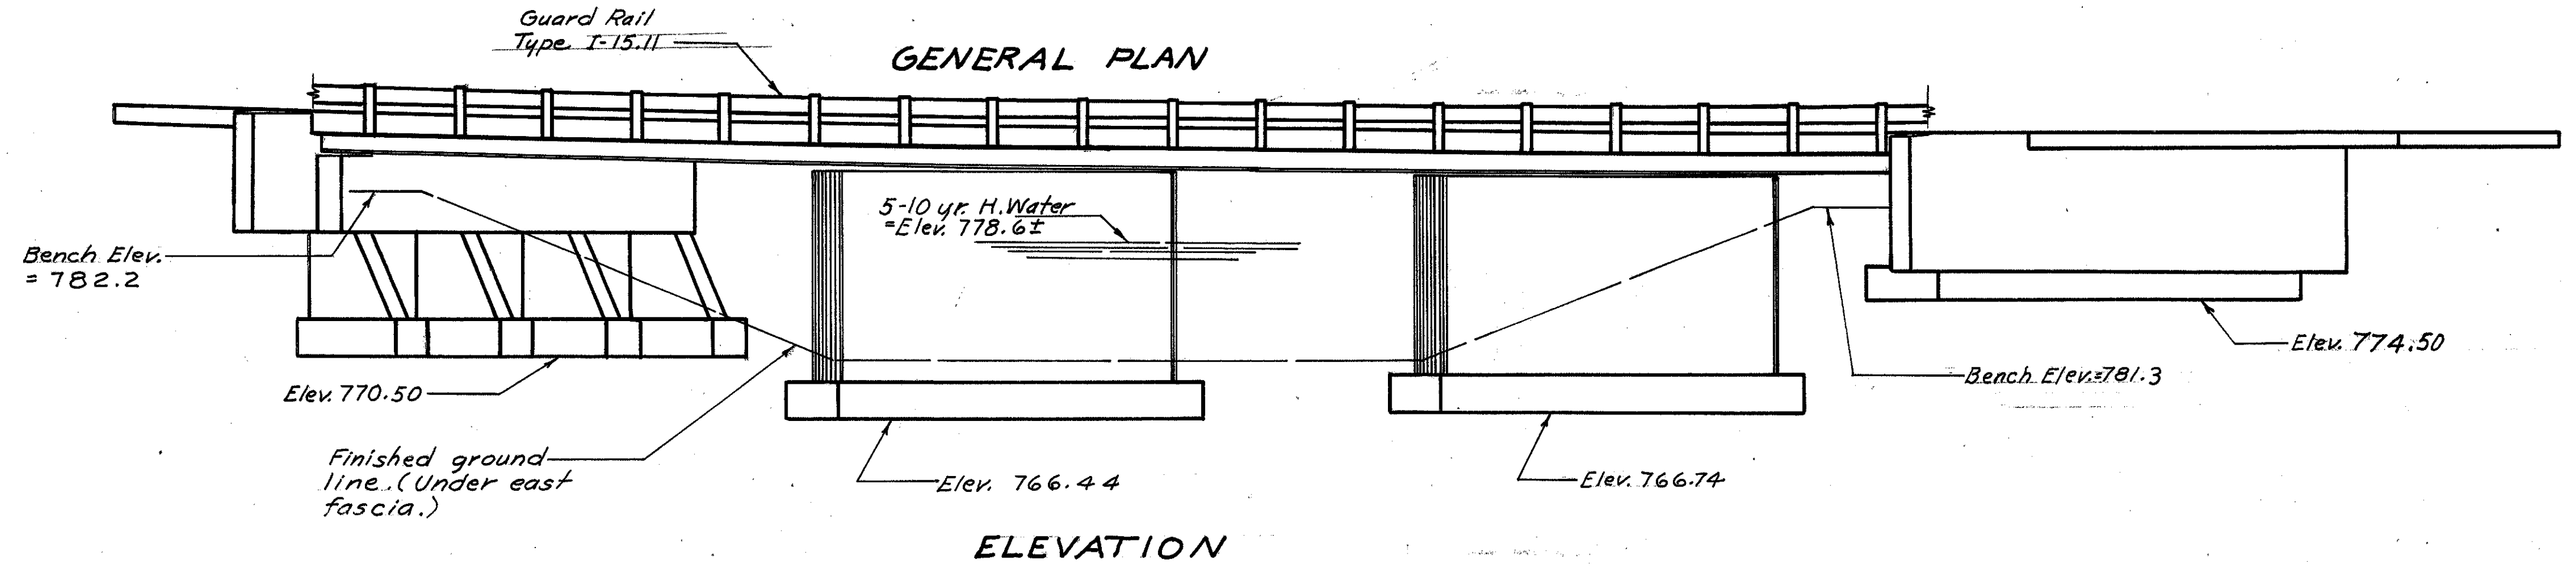 Guard Rail
Type I-15.11
GENERAL PLAN
5-10 yr. H. Water
=Elev. 778.6±
Bench Elev.
= 782.2
Elev. 774.50
Bench Elev.=781.3
Elev. 770.50
Finished ground
line. (Under east
fascia.)
Elev. 766.44
Elev. 766.74
ELEVATION